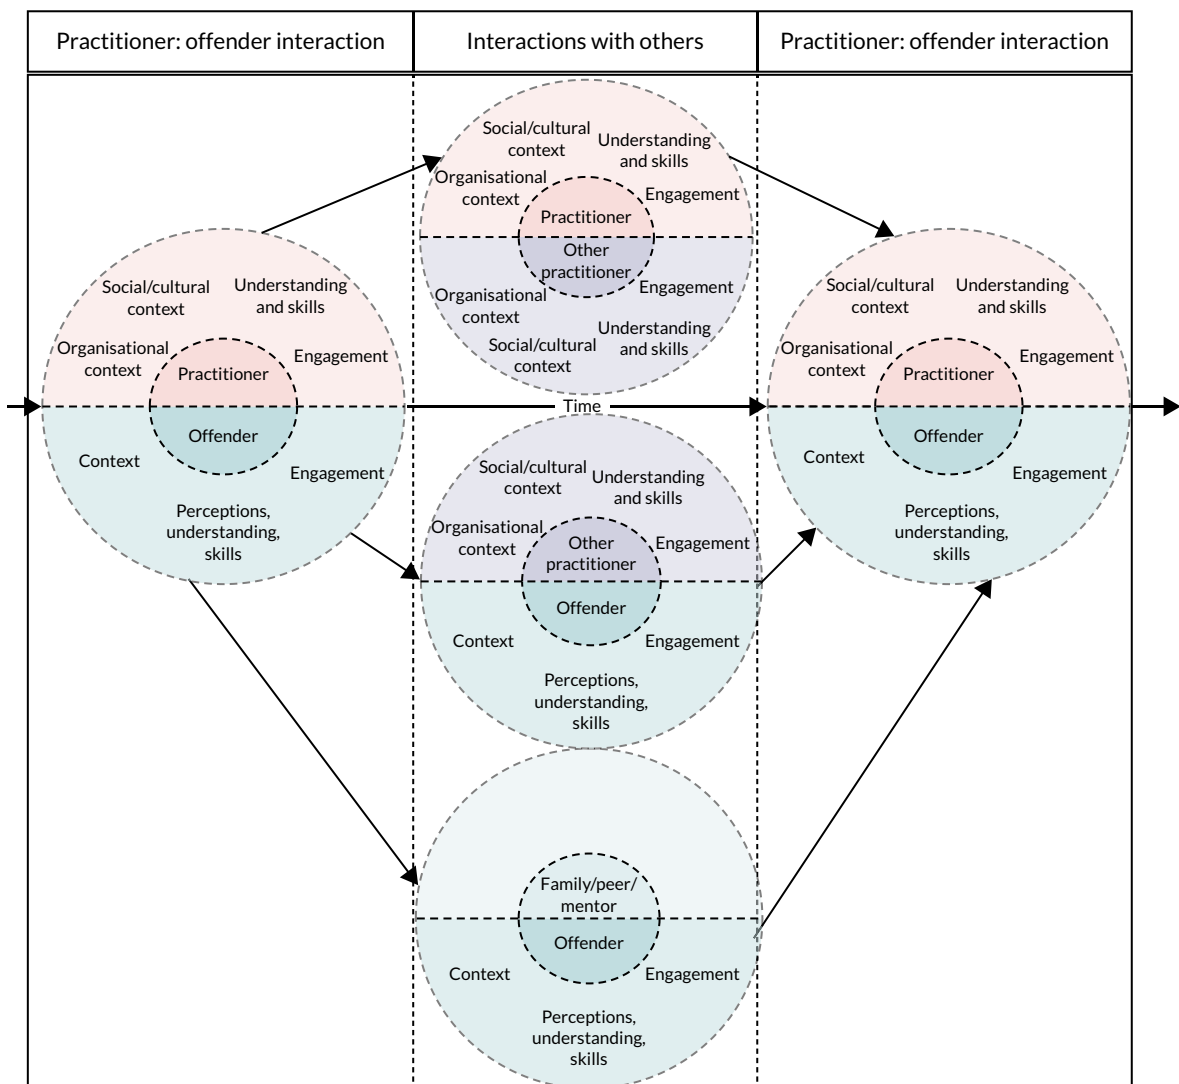 Practitioner: offender interaction
Interactions with others
Practitioner: offender interaction
Social/cultural
context
Understanding
and skills
Organisational
context
Engagement
Practitioner
Offender
Context
Engagement
Perceptions,
understanding,
skills
Social/cultural
context
Understanding
and skills
Organisational
context
Engagement
Practitioner
Other
practitioner
Organisational
context
Engagement
Social/cultural
context
Understanding
and skills
Time
Social/cultural
context
Understanding
and skills
Organisational
context
Engagement
Other
practitioner
Offender
Context
Engagement
Perceptions,
understanding,
skills
Family/peer/
mentor
Offender
Context
Engagement
Perceptions,
understanding,
skills
Social/cultural
context
Understanding
and skills
Organisational
context
Engagement
Practitioner
Offender
Context
Engagement
Perceptions,
understanding,
skills